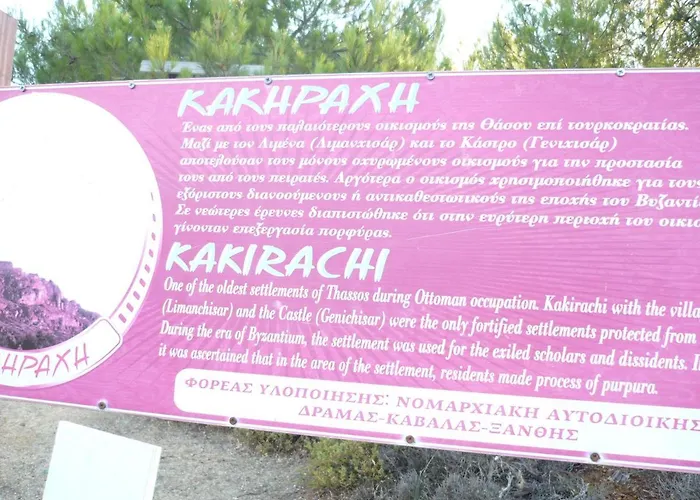 ΚΑΚΗΡΑΧΗ
Ένας από τους παλαιότερους οικισμούς της Θάσου επί τουρκοκρατίας.
Μαζί με τον Λιμένα (Λιμανχισάρ) και το Κάστρο (Γενιχισάρ)
αποτελούσαν τους μόνους οχυρωμένους οικισμούς για την προστασία
τους από τους πειρατές. Αργότερα ο οικισμός χρησιμοποιήθηκε για τους
εξόριστους διανοούμενους ή αντικαθεστωτικούς της εποχής του Βυζαντί
Σε νεώτερες έρευνες διαπιστώθηκε ότι στην ευρύτερη περιοχή του οικισ
γίνονταν επεξεργασία πορφύρας.
KAKIRACHI
One of the oldest settlements of Thassos during Ottoman occupation. Kakirachi with the villa
(Limanchisar) and the Castle (Genichisar) were the only fortified settlements protected from
During the era of Byzantium, the settlement was used for the exiled scholars and dissidents. I
it was ascertained that in the area of the settlement, residents made process of purpura.
ΚΗΡΑΧΗ
ΦΟΡΕΑΣ ΥΛΟΠΟΙΗΣΗΣ: ΝΟΜΑΡΧΙΑΚΗ ΑΥΤΟΔΙΟΙΚΗΣ
ΔΡΑΜΑΣ-ΚΑΒΑΛΑΣ-ΞΑΝΘΗΣ